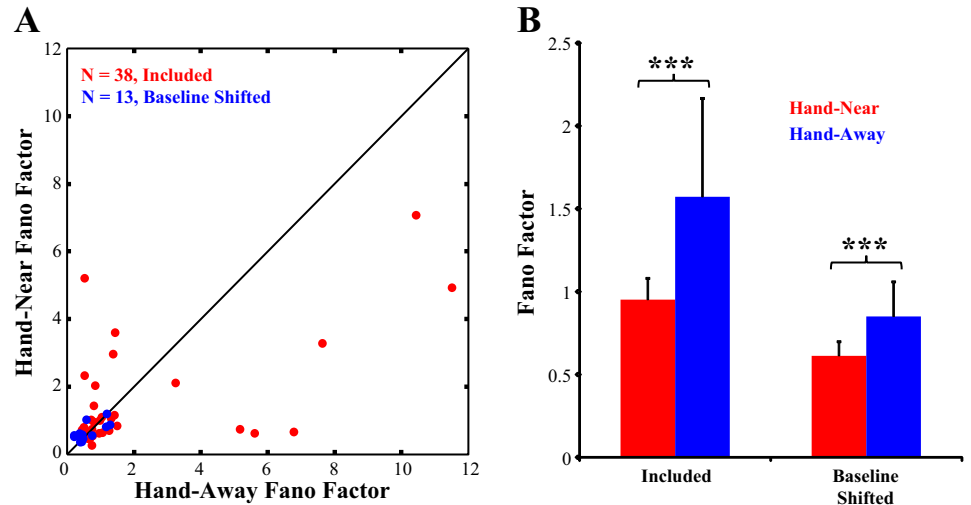 A
12
10
8
6
4
2
0
N = 38, Included
N = 13, Baseline Shifted
Hand-Near Fano Factor
0 2 4 6 8 10 12
Hand-Away Fano Factor
B
2.5
2
1.5
1
0.5
0
Fano Factor
***
***
Hand-Near
Hand-Away
Included
Baseline
Shifted